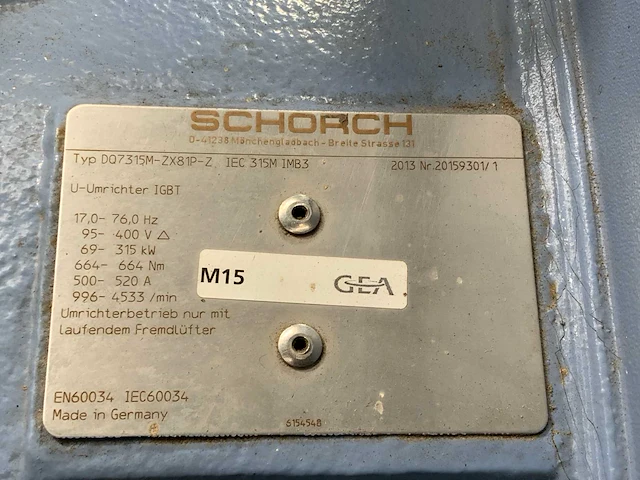 SCHORCH
D-41238 Mönchengladbach - Breite Strasse 131
Typ DQ7315M-ZX81P-Z IEC 315M IMB3 2013 Nr.20159301/1
U-Umrichter IGBT
17,0- 76,0 Hz
95- 400 V △
69- 315 kW
664- 664 Nm
500- 520 A
996- 4533 /min
M15 GEA
Umrichterbetrieb nur mit
laufendem Fremdlüfter
EN60034 IEC60034
Made in Germany
6154548